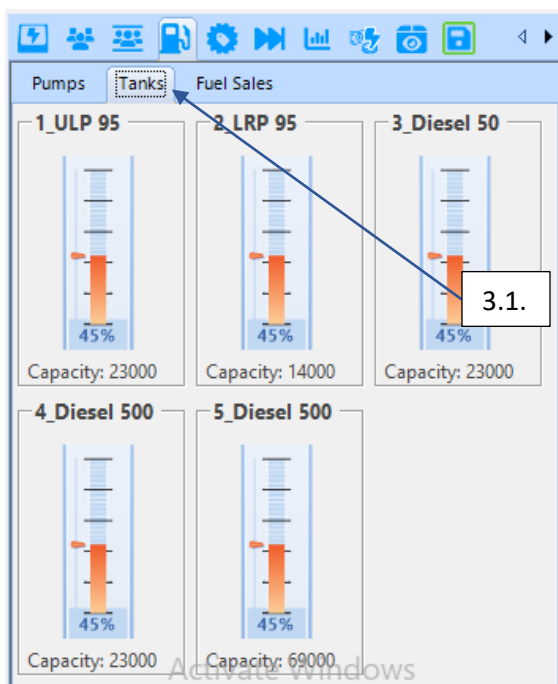 Pumps Tanks Fuel Sales
1_ULP 95 2_LRP 95 3_Diesel 50
3.1.
45% 45% 45%
Capacity: 23000 Capacity: 14000 Capacity: 23000
4_Diesel 500 5_Diesel 500
45% 45%
Capacity: 23000 Capacity: 69000
Activate Windows